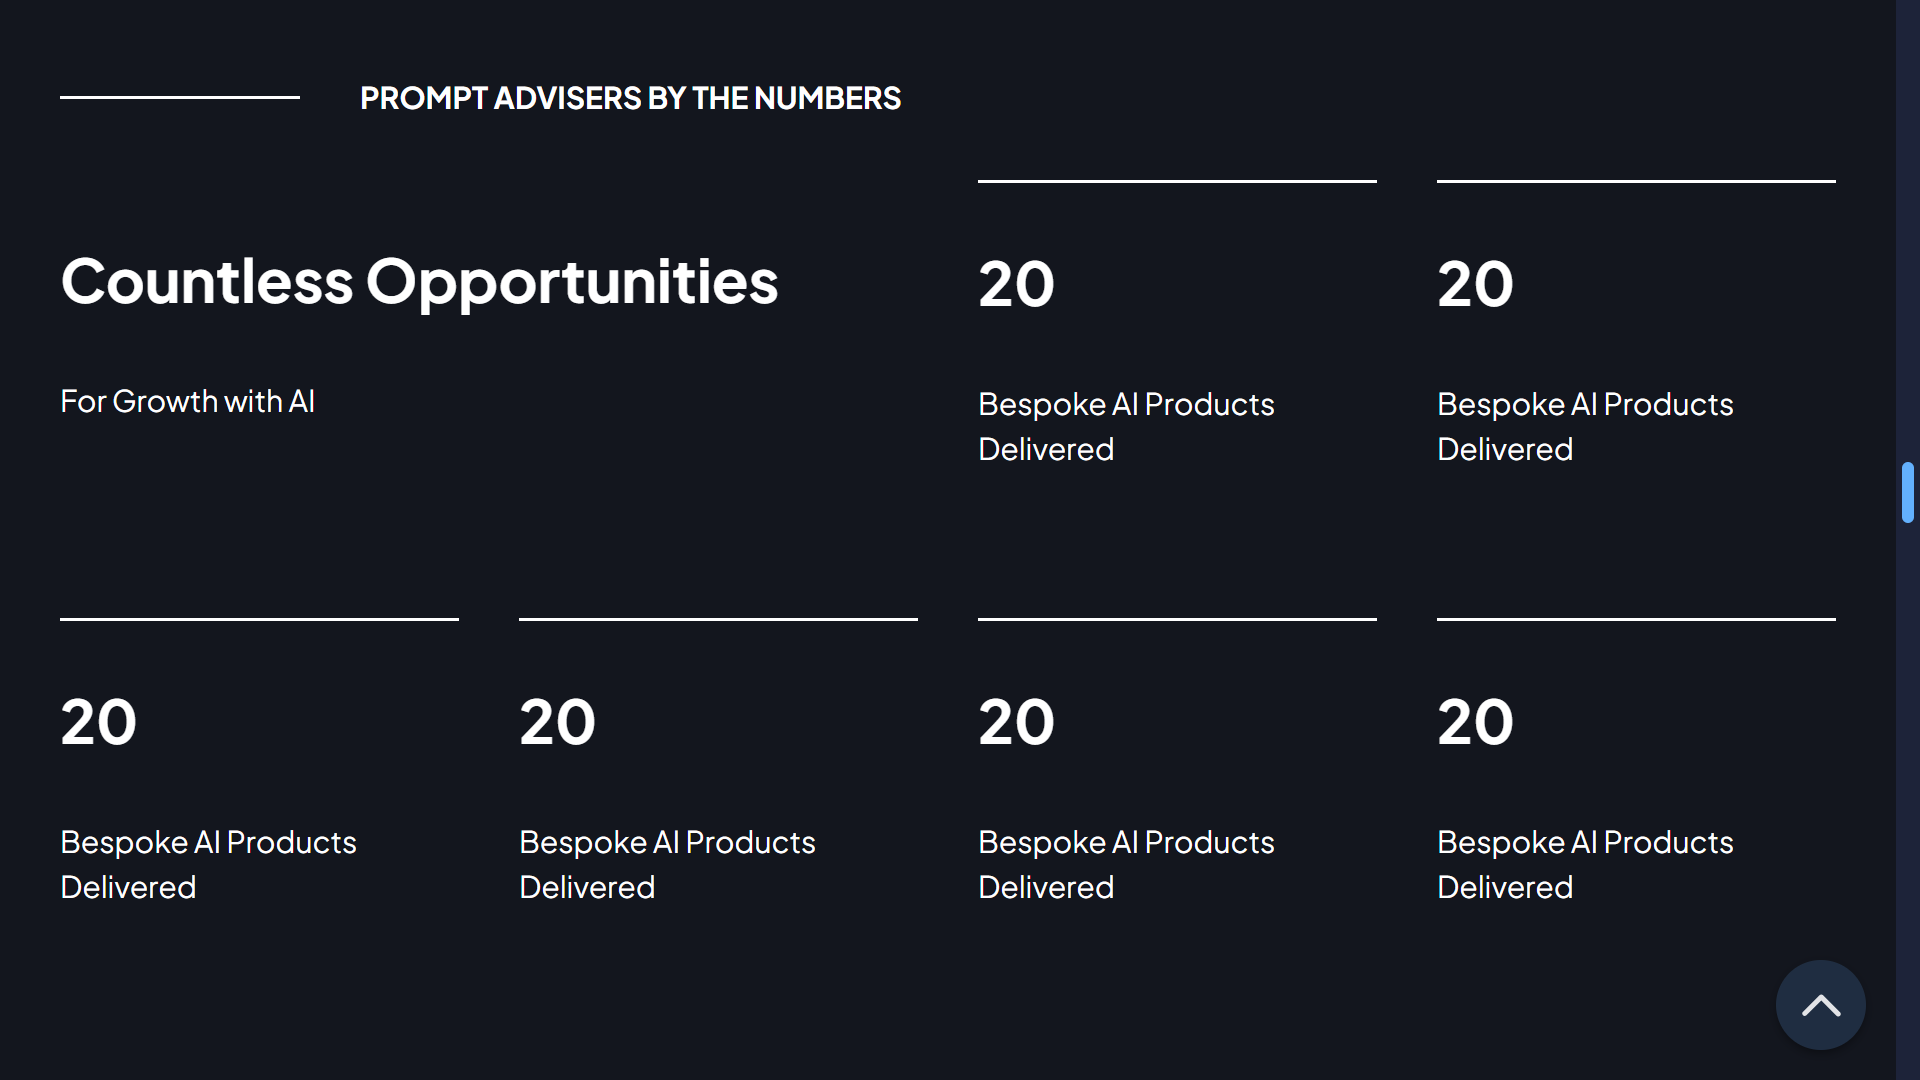 PROMPT ADVISERS BY THE NUMBERS
Countless Opportunities
For Growth with AI
20
Bespoke AI Products
Delivered
20
Bespoke AI Products
Delivered
20
Bespoke AI Products
Delivered
20
Bespoke AI Products
Delivered
20
Bespoke AI Products
Delivered
20
Bespoke AI Products
Delivered